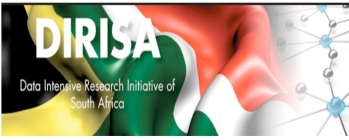 DIRISA
Data Intensive Research Initiative of
South Africa